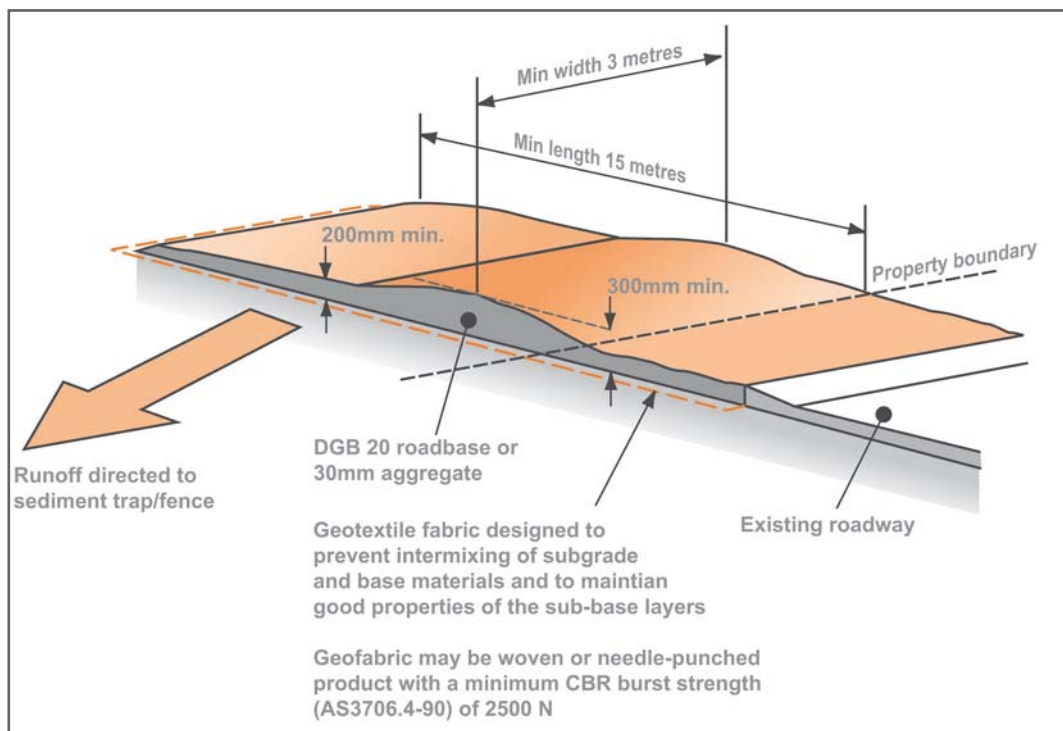 Min width 3 metres
Min length 15 metres
200mm min.
Property boundary
300mm min.
Runoff directed to
sediment trap/fence
DGB 20 roadbase or
30mm aggregate
Existing roadway
Geotextile fabric designed to
prevent intermixing of subgrade
and base materials and to maintian
good properties of the sub-base layers
Geofabric may be woven or needle-punched
product with a minimum CBR burst strength
(AS3706.4-90) of 2500 N